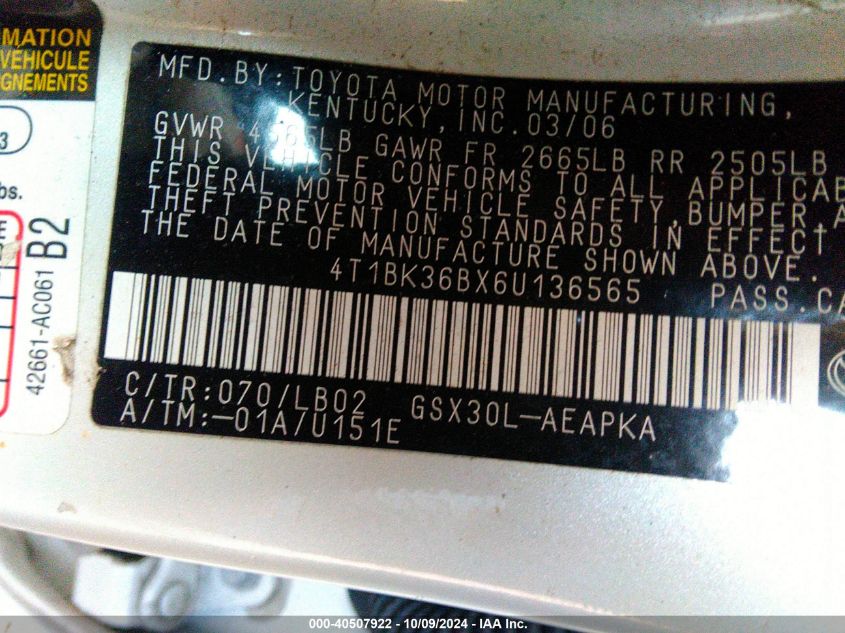 MATION
VEHICULE
GNEMENTS
3
bs.
E
42661-AC061
B2
MFD.BY:TOYOTA MOTOR MANUFACTURING,
KENTUCKY,INC.03/06
GVWR LB GAWR FR 2665LB RR 2505LB
THIS VEHICLE CONFORMS TO ALL APPLICAB
FEDERAL MOTOR VEHICLE SAFETY,BUMPER A
THEFT PREVENTION STANDARDS IN EFFECT
THE DATE OF MANUFACTURE SHOWN ABOVE.
4T1BK36BX6U136565 PASS.CA
C/TR:070/LB02 GSX30L-AEAPKA
A/TM:-01A/U151E
000-40507922 - 10/09/2024 - IAA Inc.